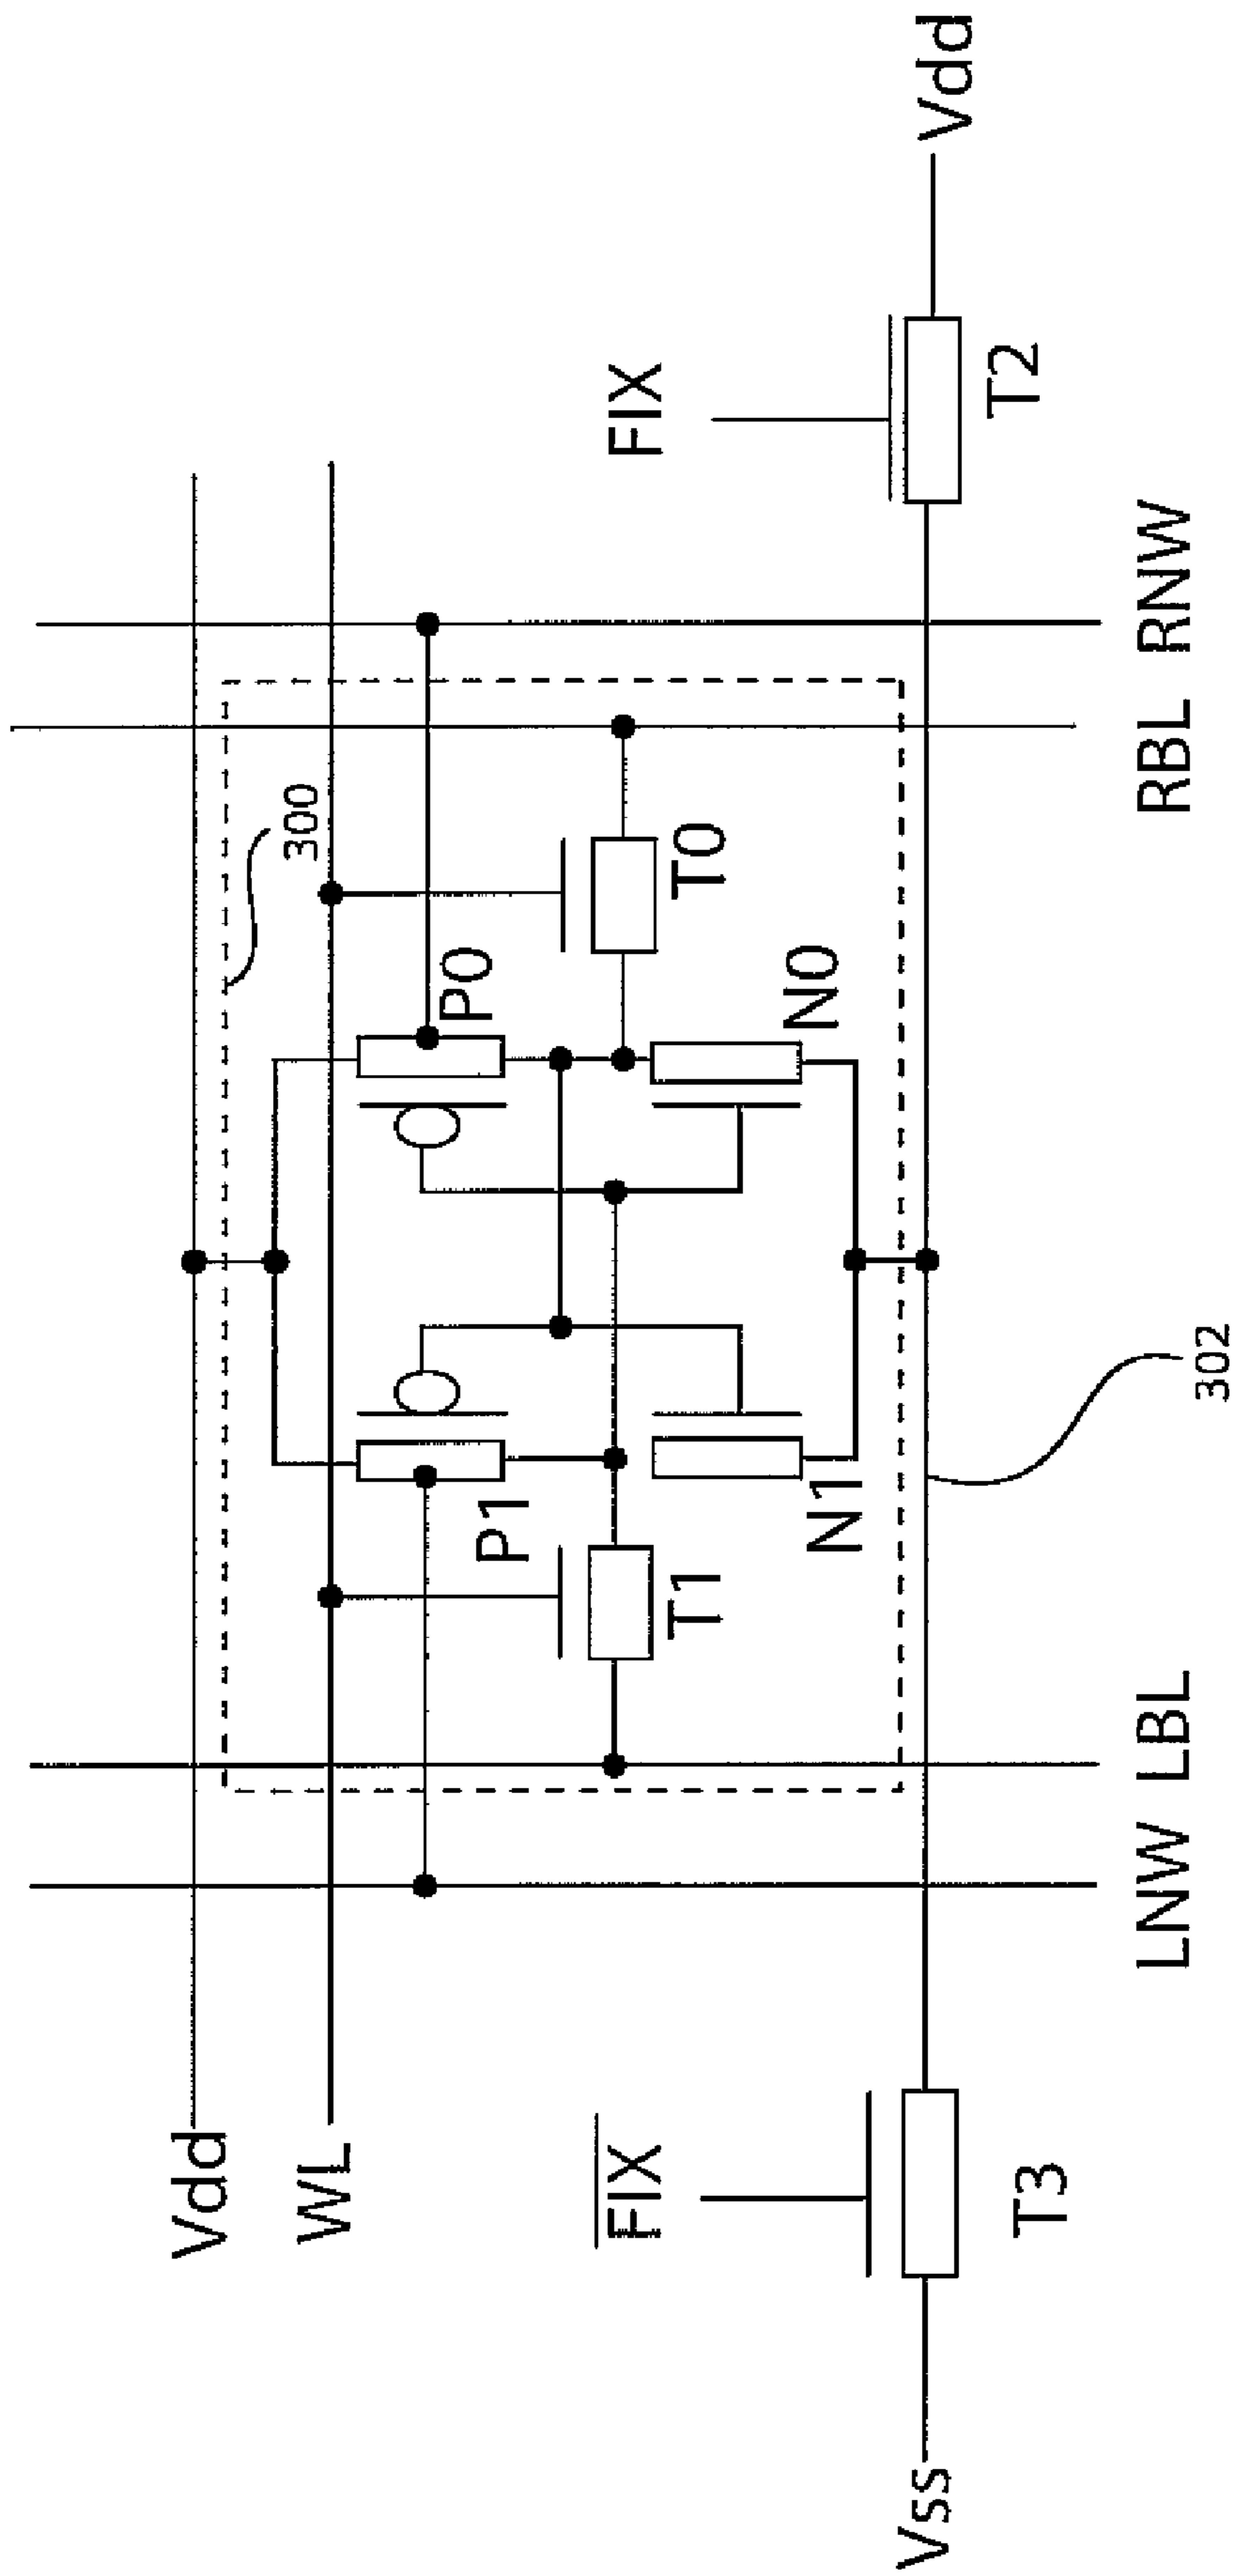 Vdd
WL
300
P1
P0
T1
T0
N1
N0
FIX
FIX
T3
T2
Vss
Vdd
302
LNW LBL
RBL RNW